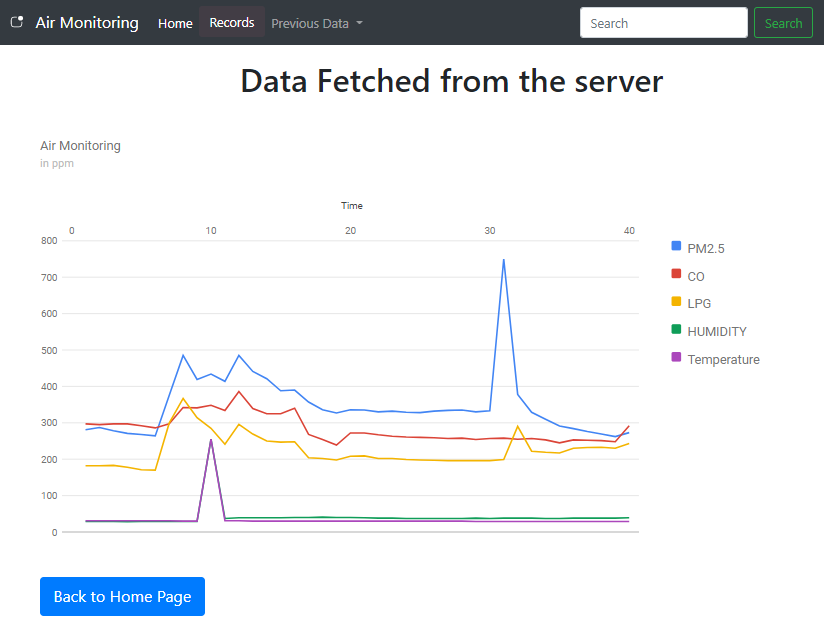 Air Monitoring Home Records Previous Data Search Search
Data Fetched from the server
Air Monitoring
in ppm
Time
0 10 20 30 40
800
700
600
500
400
300
200
100
0
PM2.5
CO
LPG
HUMIDITY
Temperature
Back to Home Page